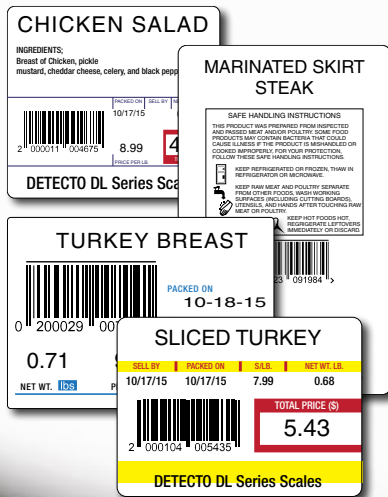 CHICKEN SALAD
INGREDIENTS;
Breast of Chicken, pickle
mustard, cheddar cheese, celery, and black
PACKED ON SELL BY
10/17/15
8.99
PRICE PER LB
2 000011 004675
DETECTO DL Series
MARINATED SKIRT
STEAK
SAFE HANDLING INSTRUCTIONS
THIS PRODUCT WAS PREPARED FROM INSPECTED
AND PASSED MEAT AND/OR POULTRY. SOME FOOD
PRODUCTS MAY CONTAIN BACTERIA THAT COULD
CAUSE ILLNESS IF THE PRODUCT IS MISHANDLED OR
COOKED IMPROPERLY, FOR YOUR PROTECTION,
FOLLOW THESE SAFE HANDLING INSTRUCTIONS.
KEEP REFRIGERATED OR FROZEN, THAW IN
REFRIGERATOR OR MICROWAVE.
KEEP RAW MEAT AND POULTRY SEPARATE
FROM OTHER FOODS, WASH WORKING
SURFACES (INCLUDING CUTTING BOARDS),
UTENSILS, AND HANDS AFTER TOUCHING RAW
MEAT OR POULTRY.
KEEP HOT FOODS HOT,
REGRIGERATE LEFTOVERS
IMMEDIATELY OR DISCARD.
091984 >
TURKEY BREAST
PACKED ON
10-18-15
0 200029
0.71
NET WT. lbs
SLICED TURKEY
SELL BY PACKED ON $/LB. NET WT. LB.
10/17/15 10/17/15 7.99 0.68
TOTAL PRICE ($)
5.43
2 000104 005435
DETECTO DL Series Scales